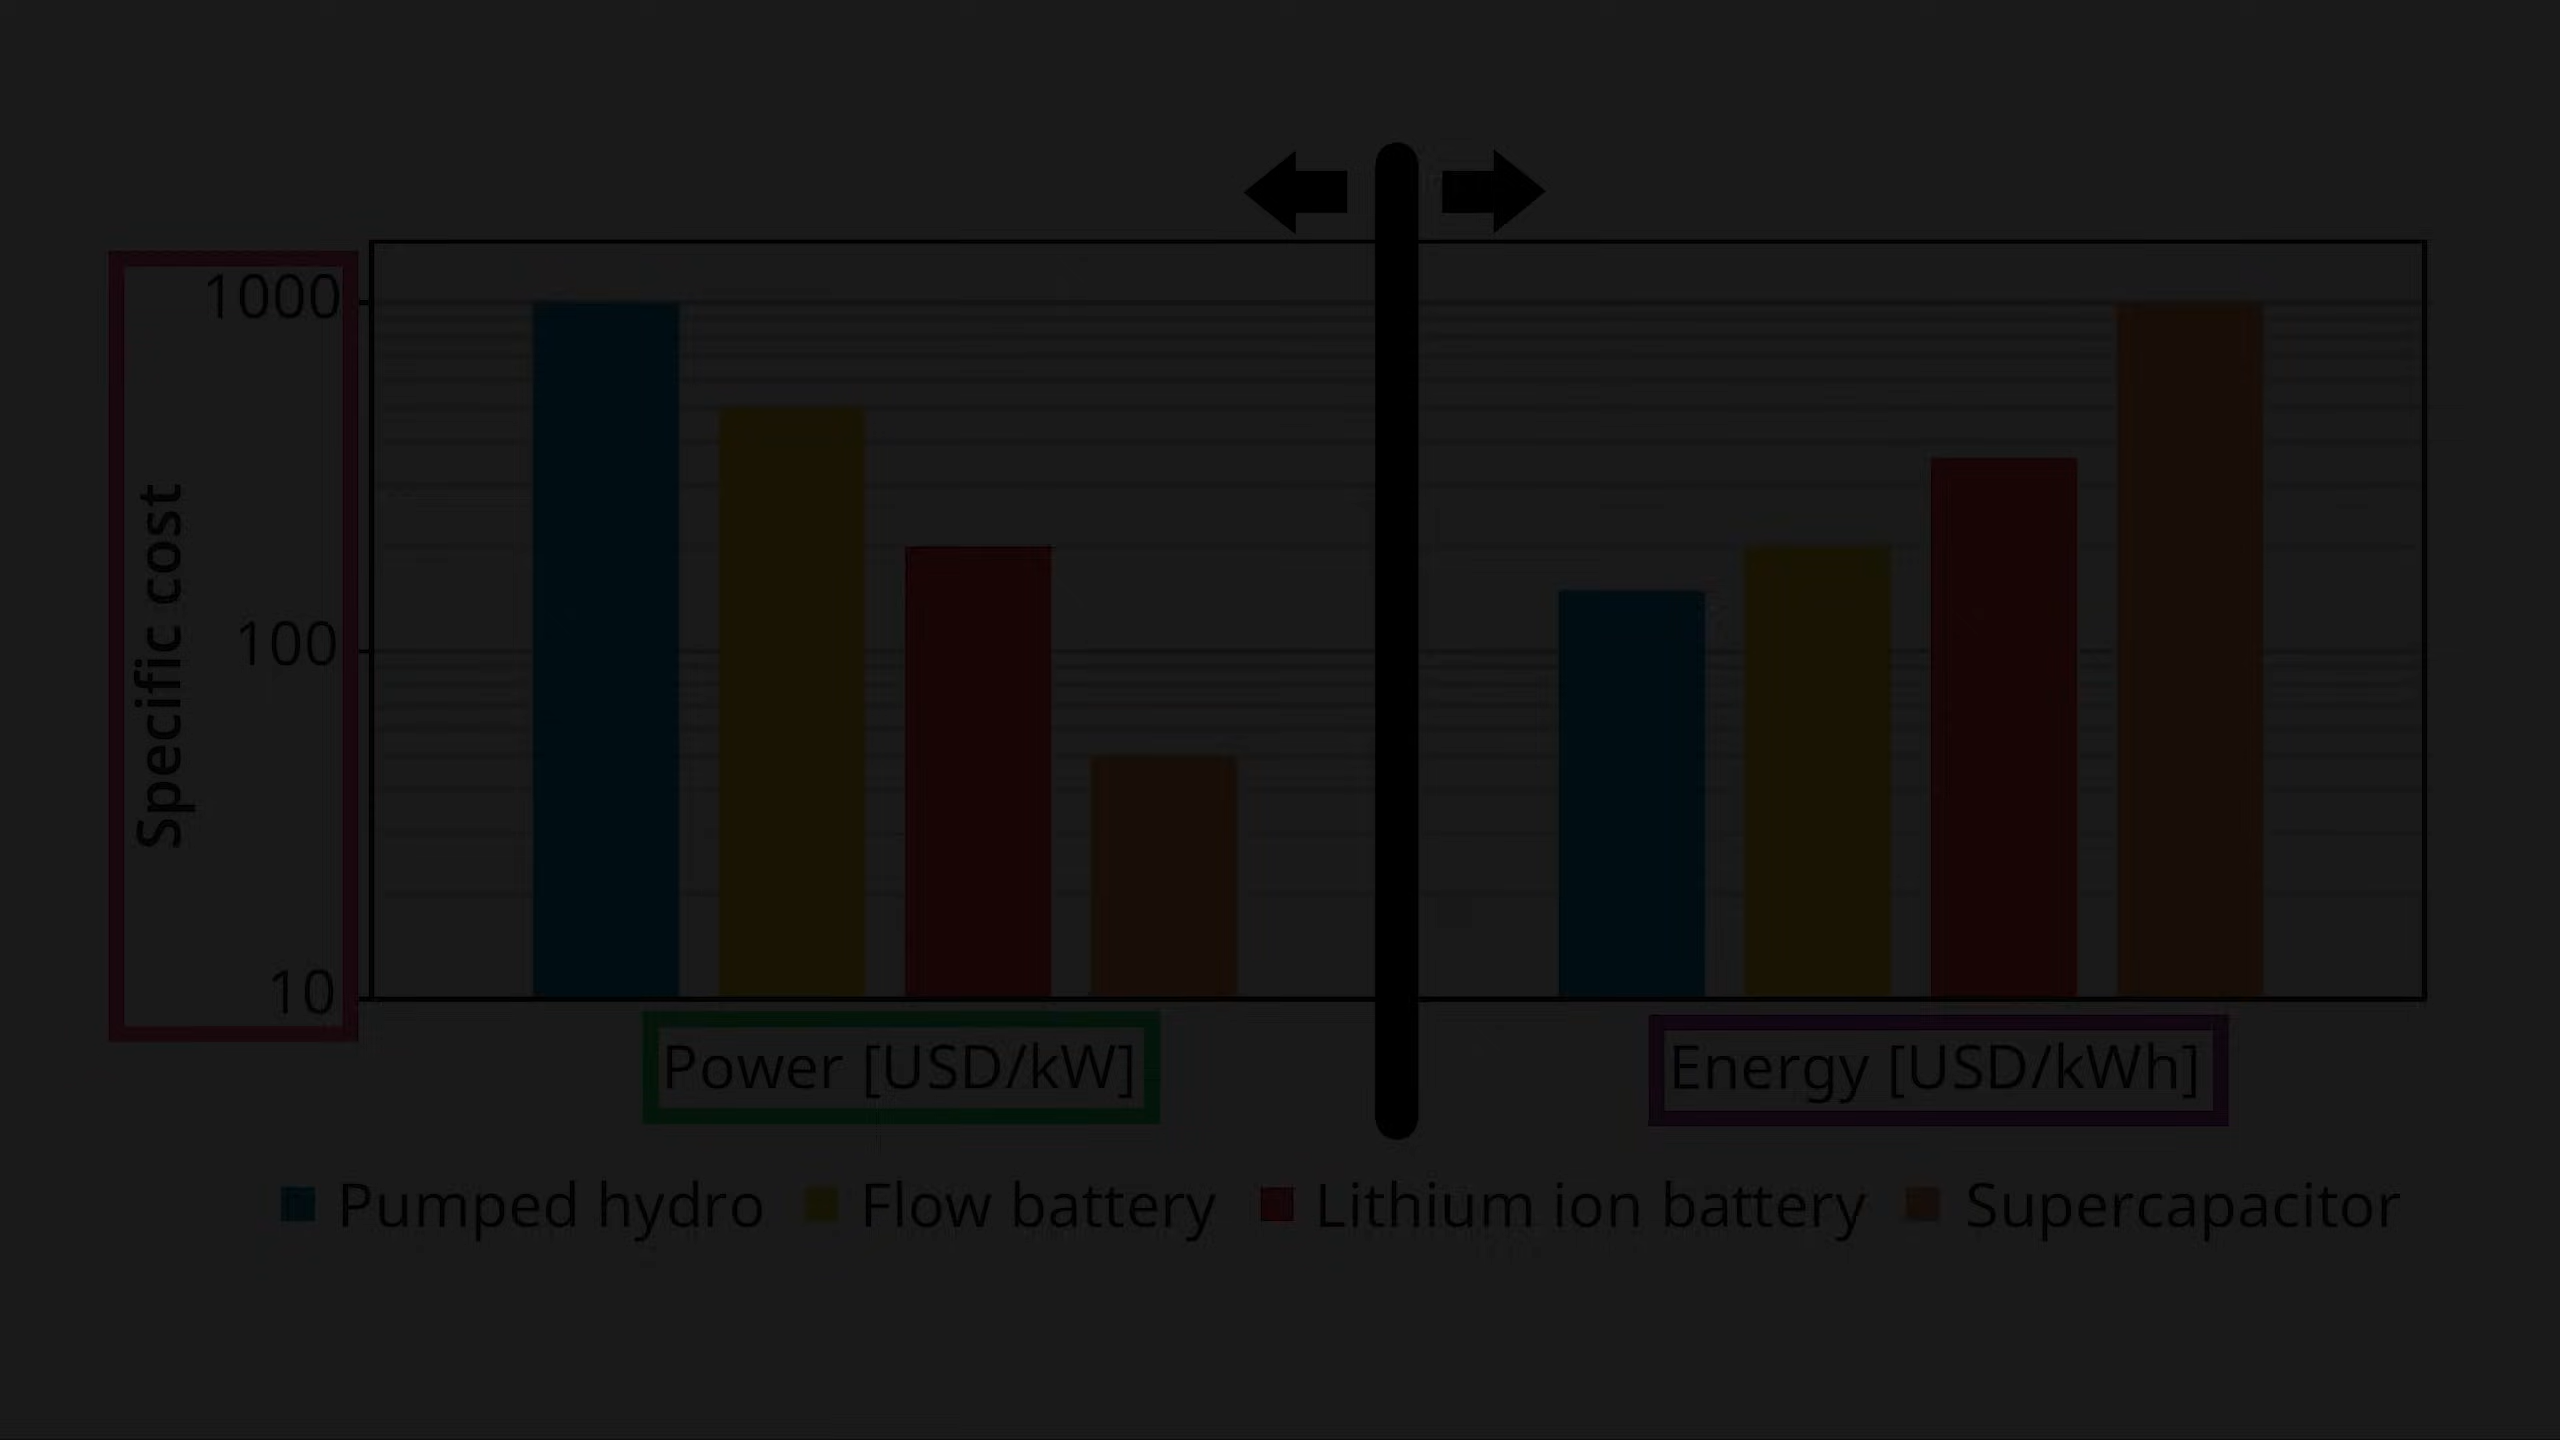 1000
100
10
Specific cost
Power [USD/kW]
Energy [USD/kWh]
Pumped hydro
Flow battery
Lithium ion battery
Supercapacitor